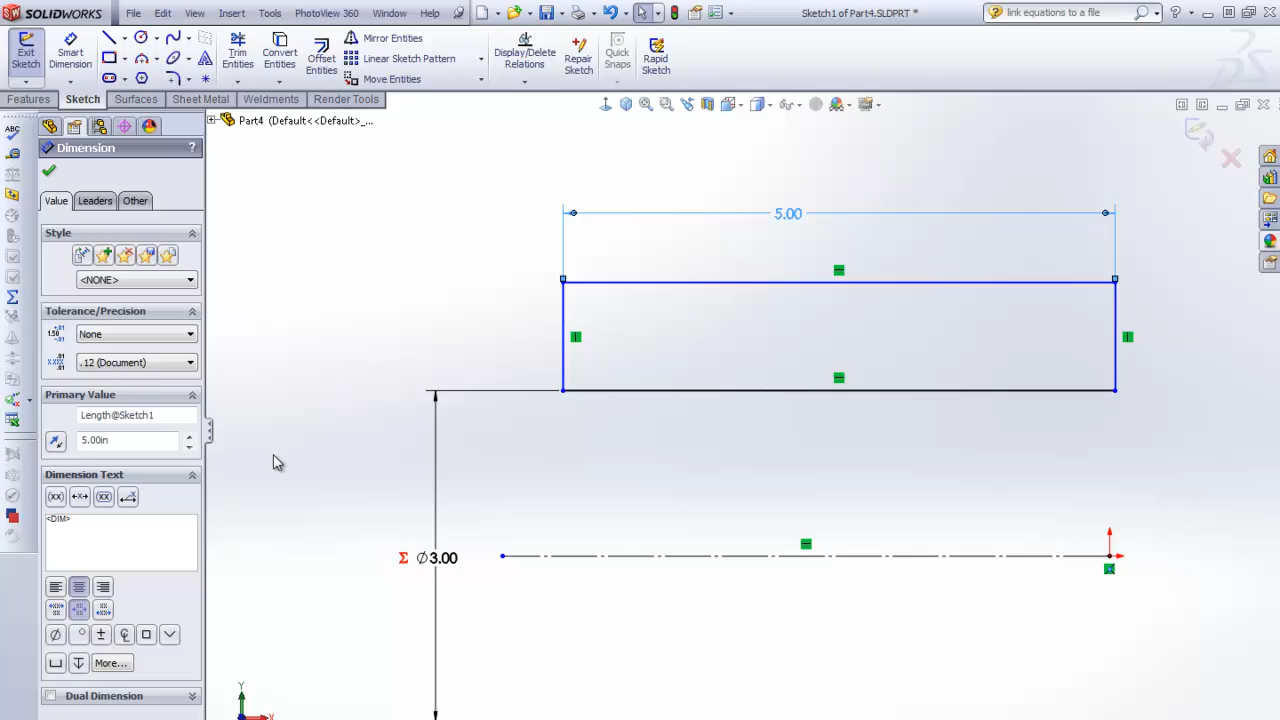 SOLIDWORKS File Edit View Insert Tools PhotoView 360 Window Help Sketch1 of Part4.SLDPRT * link equations to a file
Exit Sketch
Smart Dimension
Trim Entities
Convert Entities
Offset Entities
Mirror Entities
Linear Sketch Pattern
Move Entities
Display/Delete Relations
Repair Sketch
Quick Snaps
Rapid Sketch
Features Sketch Surfaces Sheet Metal Weldments Render Tools
Part4 (Default<<Default>_...
ABC
Dimension ?
Value Leaders Other
Style
<NONE>
Tolerance/Precision
None
.12 (Document)
Primary Value
Length@Sketch1
5.00in
Dimension Text
<DIM>
More...
Dual Dimension
5.00
Σ ∅3.00
Y
X